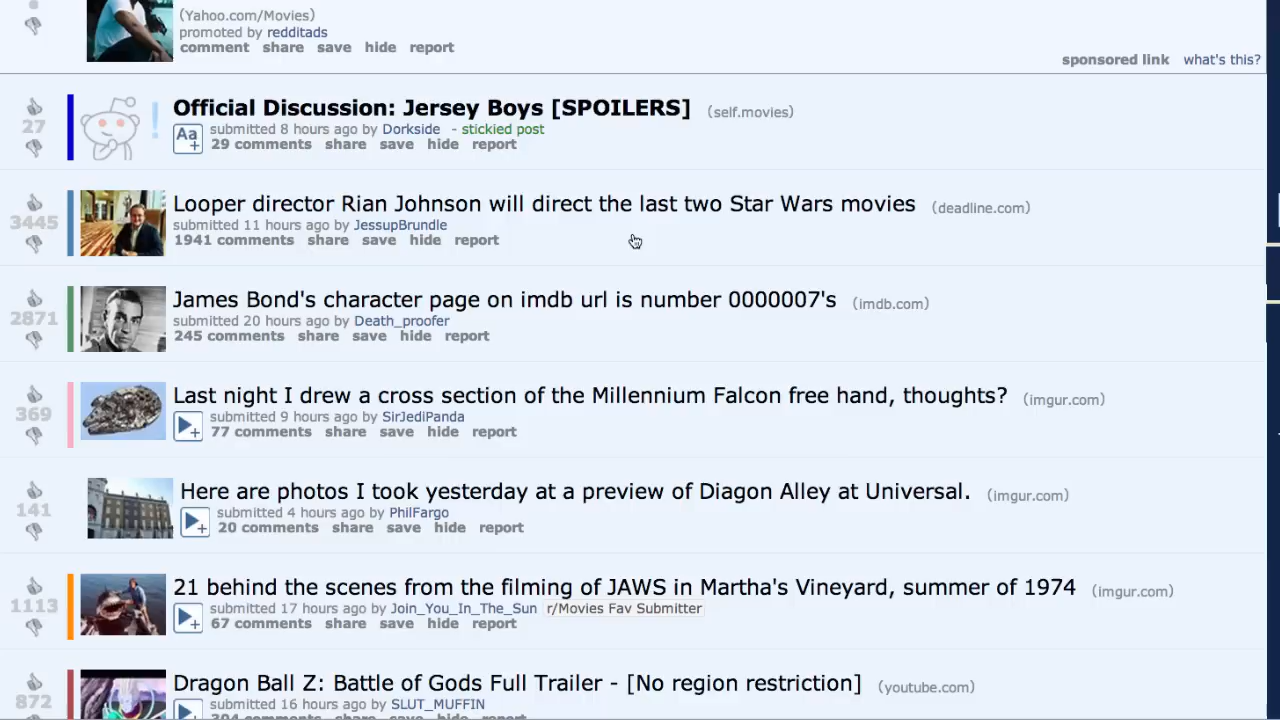 (Yahoo.com/Movies)
promoted by redditads
comment share save hide report
sponsored link what's this?
Official Discussion: Jersey Boys [SPOILERS] (self.movies)
27
submitted 8 hours ago by Dorkside - stickied post
Aa+
29 comments share save hide report
Looper director Rian Johnson will direct the last two Star Wars movies (deadline.com)
3445
submitted 11 hours ago by JessupBrundle
1941 comments share save hide report
James Bond's character page on imdb url is number 0000007's (imdb.com)
2871
submitted 20 hours ago by Death_proofer
245 comments share save hide report
Last night I drew a cross section of the Millennium Falcon free hand, thoughts? (imgur.com)
369
submitted 9 hours ago by SirJediPanda
77 comments share save hide report
Here are photos I took yesterday at a preview of Diagon Alley at Universal. (imgur.com)
141
submitted 4 hours ago by PhilFargo
20 comments share save hide report
21 behind the scenes from the filming of JAWS in Martha's Vineyard, summer of 1974 (imgur.com)
1113
submitted 17 hours ago by Join_You_In_The_Sun r/Movies Fav Submitter
67 comments share save hide report
Dragon Ball Z: Battle of Gods Full Trailer - [No region restriction] (youtube.com)
872
submitted 16 hours ago by SLUT_MUFFIN
304 comments share save hide report